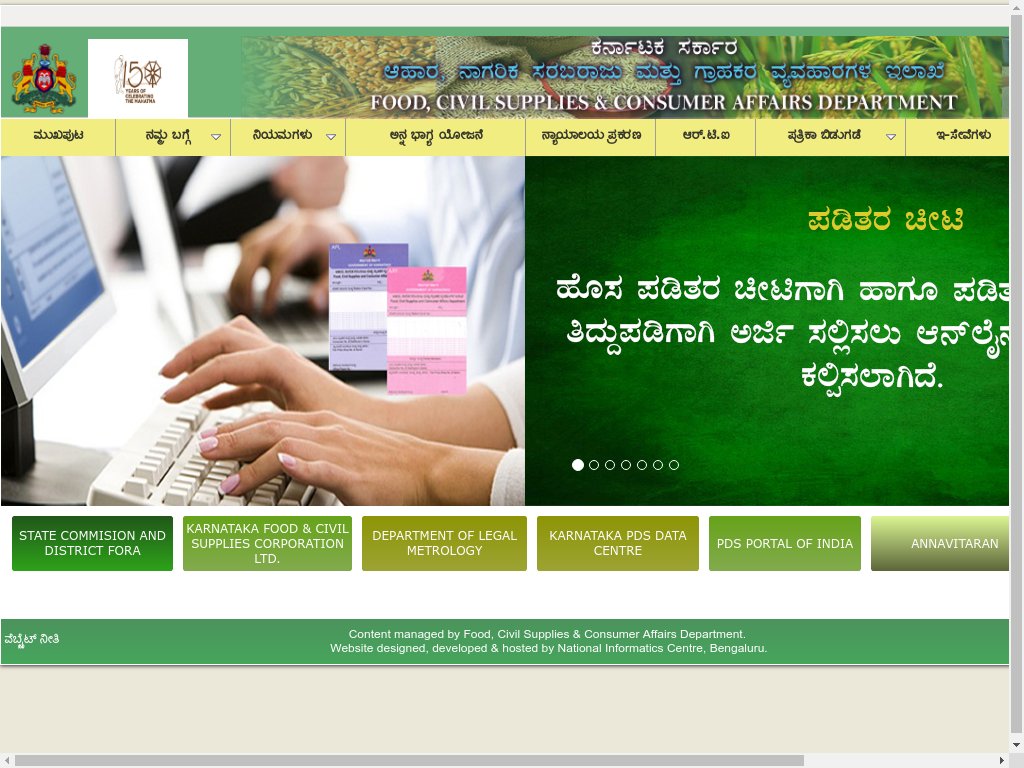 ಕರ್ನಾಟಕ ಸರ್ಕಾರ
ಆಹಾರ, ನಾಗರಿಕ ಸರಬರಾಜು ಮತ್ತು ಗ್ರಾಹಕರ ವ್ಯವಹಾರಗಳ ಇಲಾಖೆ
FOOD, CIVIL SUPPLIES & CONSUMER AFFAIRS DEPARTMENT
150
YEARS OF
CELEBRATING
THE MAHATMA
ಮುಖಪುಟ ನಮ್ಮ ಬಗ್ಗೆ ನಿಯಮಗಳು ಅನ್ನ ಭಾಗ್ಯ ಯೋಜನೆ ನ್ಯಾಯಾಲಯ ಪ್ರಕರಣ ಆರ್.ಟಿ.ಐ ಪತ್ರಿಕಾ ಬಿಡುಗಡೆ ಇ-ಸೇವೆಗಳು
ಪಡಿತರ ಚೀಟಿ
ಹೊಸ ಪಡಿತರ ಚೀಟಿಗಾಗಿ ಹಾಗೂ
ತಿದ್ದುಪಡಿಗಾಗಿ ಅರ್ಜಿ ಸಲ್ಲಿಸಲು
ಕಲ್ಪಿಸಲಾಗಿದೆ.
STATE COMMISION AND
DISTRICT FORA
KARNATAKA FOOD & CIVIL
SUPPLIES CORPORATION
LTD.
DEPARTMENT OF LEGAL
METROLOGY
KARNATAKA PDS DATA
CENTRE
PDS PORTAL OF INDIA
ANNAVITARAN
ವೆಬ್ಸೈಟ್ ನೀತಿ
Content managed by Food, Civil Supplies & Consumer Affairs Department.
Website designed, developed & hosted by National Informatics Centre, Bengaluru.